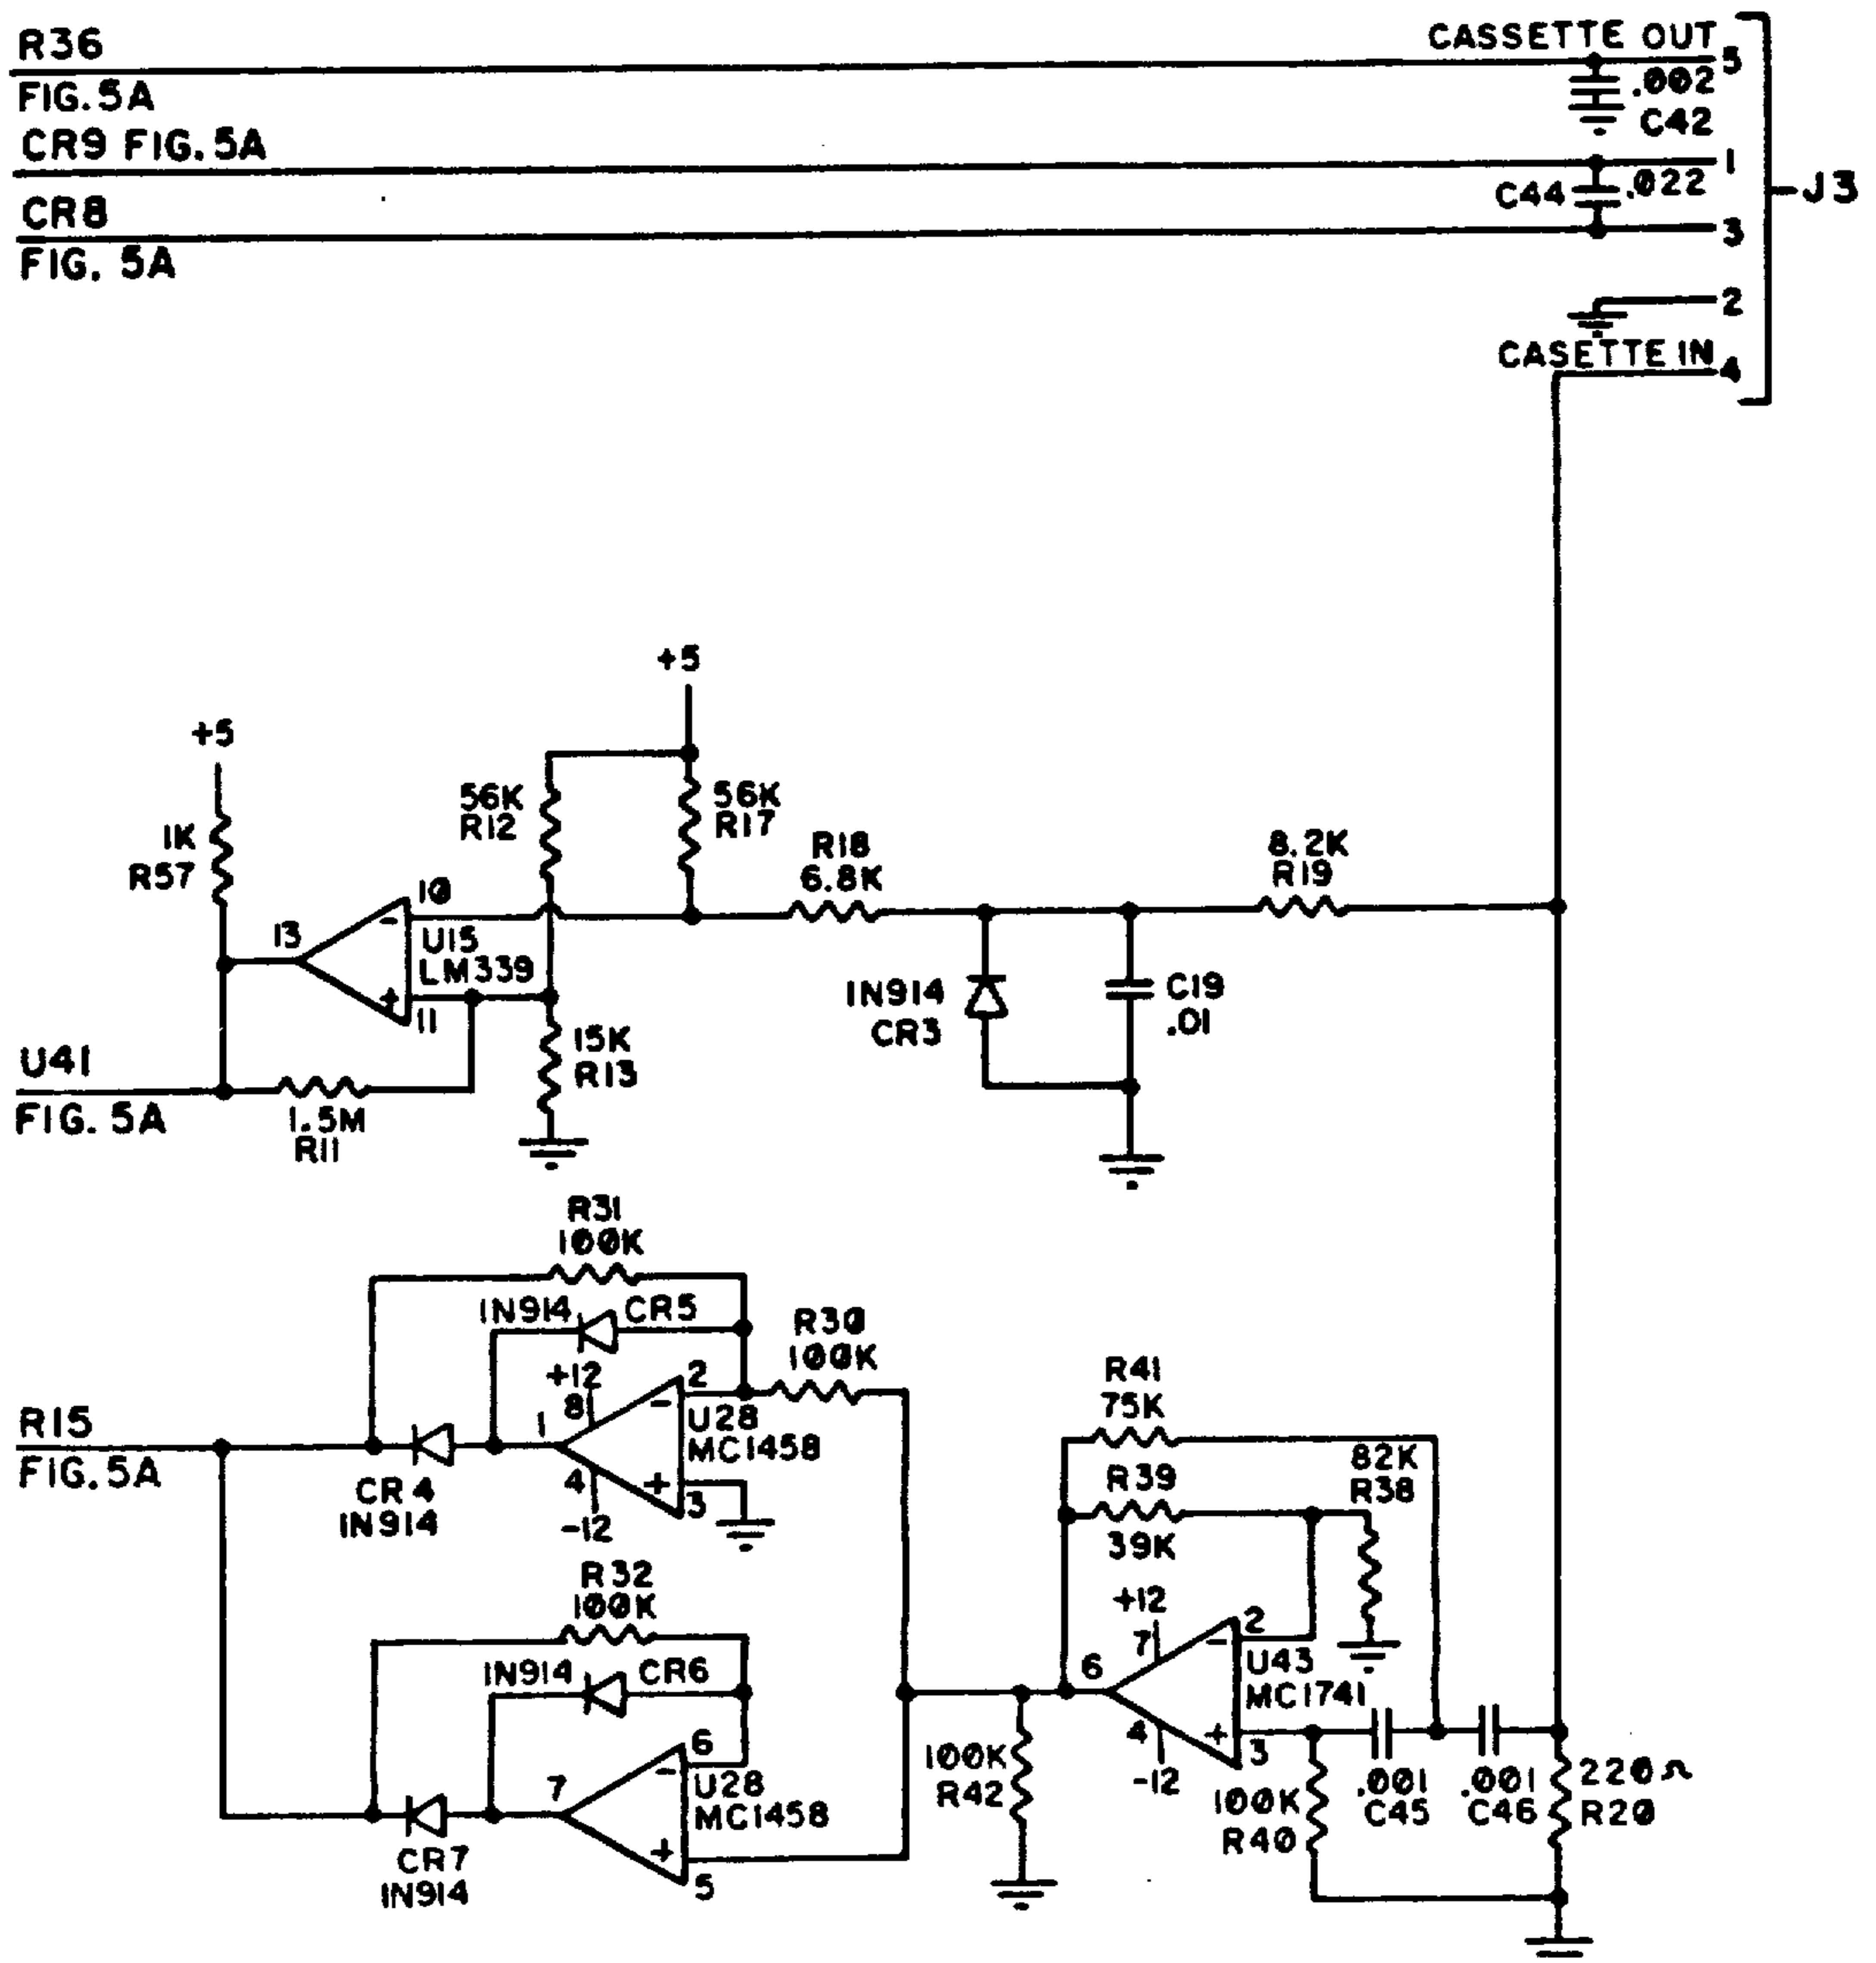 R36
FIG. 5A
CASSETTE OUT
5
.002
C42
CR9 FIG. 5A
1
C44
.022
J3
CR8
FIG. 5A
3
2
CASETTE IN
4
+5
+5
56K
R12
56K
R17
1K
R57
R18
6.8K
8.2K
R19
10
-
13
U15
LM339
+
11
IN914
CR3
C19
.01
15K
R13
U41
FIG. 5A
1.5M
R11
R31
100K
IN914
CR5
R30
100K
+12
8
2
-
1
U28
MC1458
R15
FIG. 5A
4
+
3
CR4
IN914
-12
R41
75K
82K
R38
R39
39K
R32
100K
IN914
CR6
+12
7
2
-
6
U43
MC1741
4
+
3
-12
6
-
7
U28
MC1458
+
5
CR7
IN914
100K
R42
100K
R40
.001
C45
.001
C46
220Ω
R20